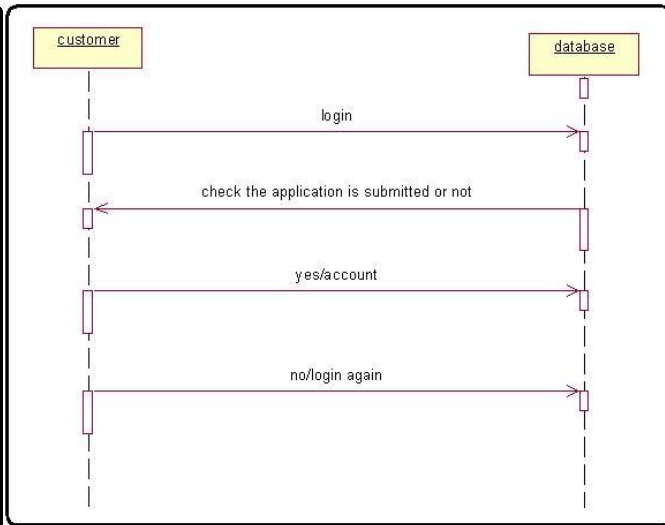 customer
database
login
check the application is submitted or not
yes/account
no/login again